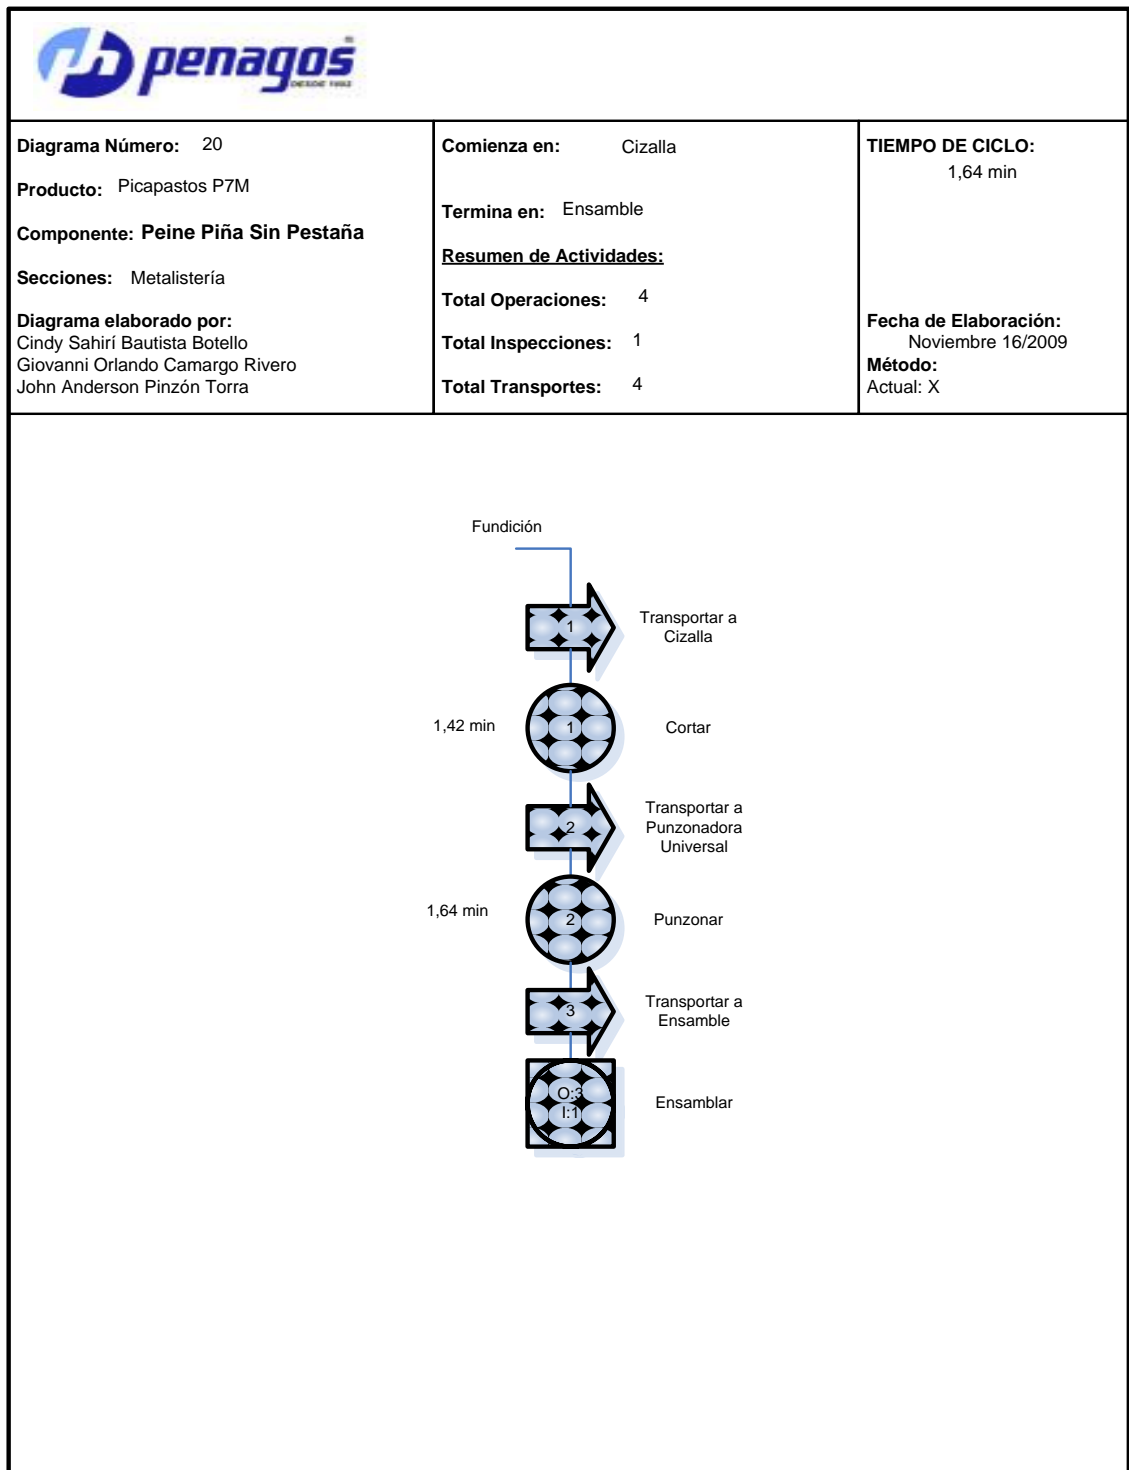 penagos
DESDE 1892
Diagrama Número: 20
Producto: Picapastos P7M
Componente: Peine Piña Sin Pestaña
Secciones: Metalistería
Diagrama elaborado por:
Cindy Sahirí Bautista Botello
Giovanni Orlando Camargo Rivero
John Anderson Pinzón Torra
Comienza en: Cizalla
Termina en: Ensamble
Resumen de Actividades:
Total Operaciones: 4
Total Inspecciones: 1
Total Transportes: 4
TIEMPO DE CICLO:
1,64 min
Fecha de Elaboración:
Noviembre 16/2009
Método:
Actual: X
Fundición
1
Transportar a
Cizalla
1,42 min
1
Cortar
2
Transportar a
Punzonadora
Universal
1,64 min
2
Punzonar
3
Transportar a
Ensamble
O:3
I:1
Ensamblar